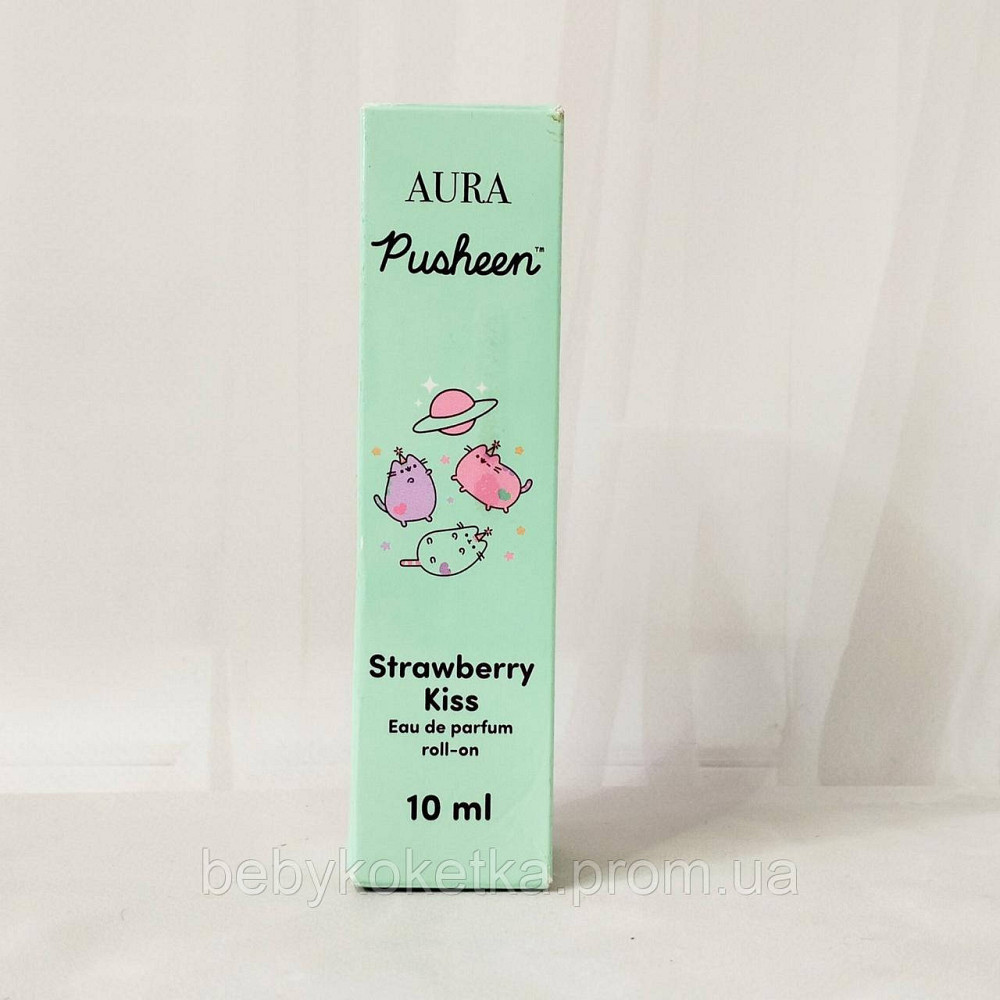 AURA
Pusheen™
Strawberry
Kiss
Eau de parfum
roll-on
10 ml
bebykoketka.prom.ua